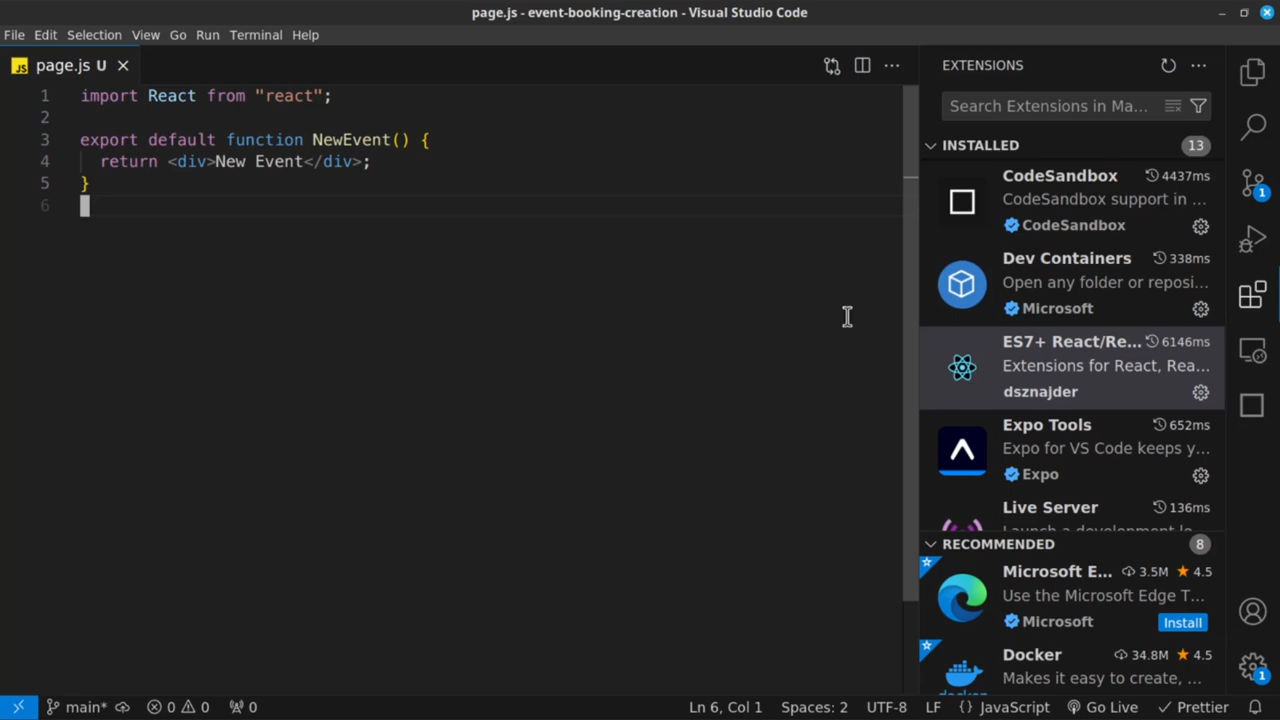 page.js - event-booking-creation - Visual Studio Code
File Edit Selection View Go Run Terminal Help
JS page.js U
1 import React from "react";
2
3 export default function NewEvent() {
4 return <div>New Event</div>;
5 }
6
EXTENSIONS
Search Extensions in Ma...
INSTALLED 13
CodeSandbox 4437ms
CodeSandbox support in ...
CodeSandbox
Dev Containers 338ms
Open any folder or reposi...
Microsoft
ES7+ React/Re... 6146ms
Extensions for React, Rea...
dsznajder
Expo Tools 652ms
Expo for VS Code keeps y...
Expo
Live Server 136ms
Launch a development lo...
RECOMMENDED 8
Microsoft E... 3.5M ★ 4.5
Use the Microsoft Edge T...
Microsoft Install
Docker 34.8M ★ 4.5
Makes it easy to create, ...
1
1
main* 0 0 0 Ln 6, Col 1 Spaces: 2 UTF-8 LF {} JavaScript Go Live Prettier